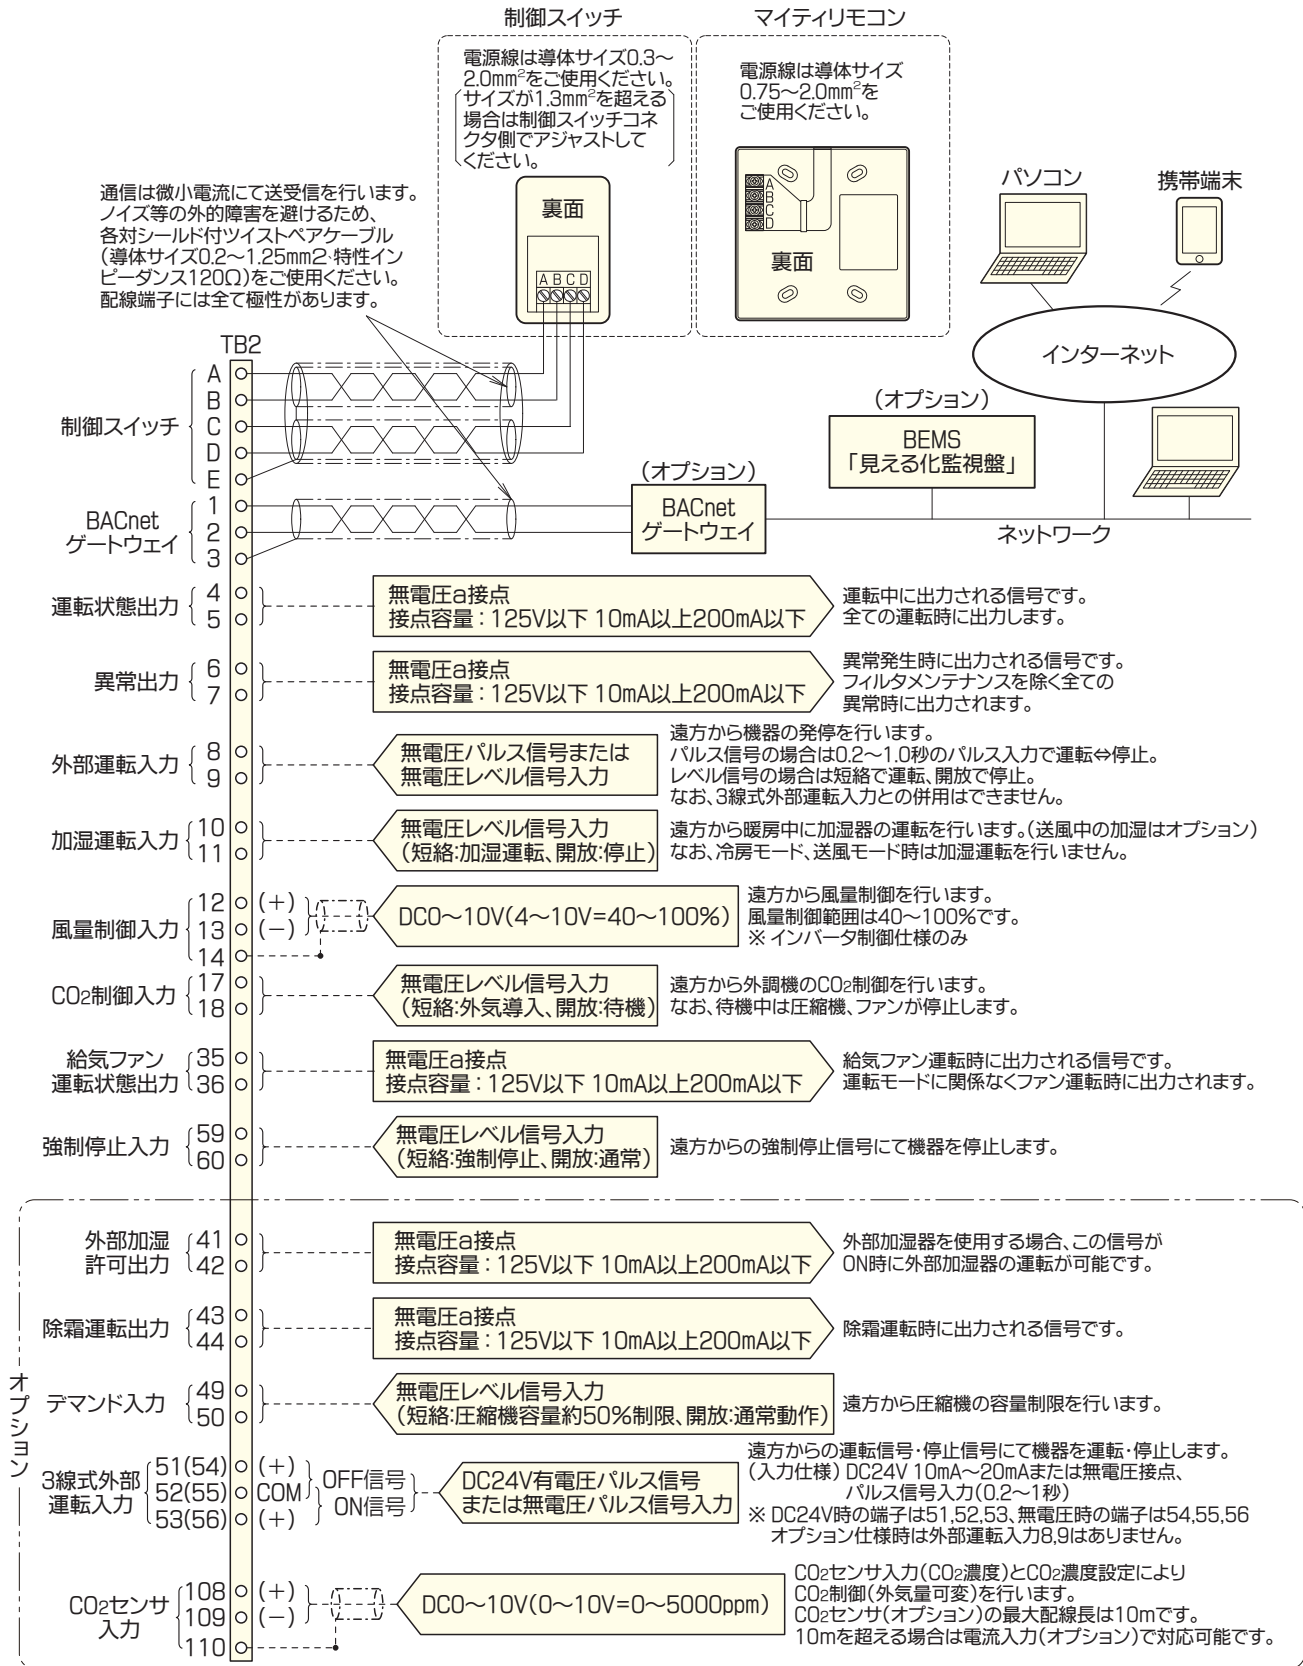 制御スイッチ
マイティリモコン
電源線は導体サイズ0.3～
2.0mm²をご使用ください。
サイズが1.3mm²を超える
場合は制御スイッチコネ
クタ側でアジャストして
ください。
電源線は導体サイズ
0.75～2.0mm²を
ご使用ください。
裏面
A B C D
A
B
C
D
裏面
パソコン
携帯端末
インターネット
通信は微小電流にて送受信を行います。
ノイズ等の外的障害を避けるため、
各対シールド付ツイストペアケーブル
(導体サイズ0.2～1.25mm2、特性イン
ピーダンス120Ω)をご使用ください。
配線端子には全て極性があります。
TB2
制御スイッチ
A
B
C
D
E
(オプション)
BEMS
「見える化監視盤」
(オプション)
BACnet
ゲートウェイ
ネットワーク
BACnet
ゲートウェイ
1
2
3
運転状態出力
4
5
無電圧a接点
接点容量：125V以下 10mA以上200mA以下
運転中に出力される信号です。
全ての運転時に出力します。
異常出力
6
7
無電圧a接点
接点容量：125V以下 10mA以上200mA以下
異常発生時に出力される信号です。
フィルタメンテナンスを除く全ての
異常時に出力されます。
外部運転入力
8
9
無電圧パルス信号または
無電圧レベル信号入力
遠方から機器の発停を行います。
パルス信号の場合は0.2～1.0秒のパルス入力で運転⇔停止。
レベル信号の場合は短絡で運転、開放で停止。
なお、3線式外部運転入力との併用はできません。
加湿運転入力
10
11
無電圧レベル信号入力
(短絡:加湿運転、開放:停止)
遠方から暖房中に加湿器の運転を行います。(送風中の加湿はオプション)
なお、冷房モード、送風モード時は加湿運転を行いません。
風量制御入力
12 (+)
13 (−)
14
DC0～10V(4～10V=40～100%)
遠方から風量制御を行います。
風量制御範囲は40～100%です。
※ インバータ制御仕様のみ
CO2制御入力
17
18
無電圧レベル信号入力
(短絡:外気導入、開放:待機)
遠方から外調機のCO2制御を行います。
なお、待機中は圧縮機、ファンが停止します。
給気ファン
運転状態出力
35
36
無電圧a接点
接点容量：125V以下 10mA以上200mA以下
給気ファン運転時に出力される信号です。
運転モードに関係なくファン運転時に出力されます。
強制停止入力
59
60
無電圧レベル信号入力
(短絡:強制停止、開放:通常)
遠方からの強制停止信号にて機器を停止します。
オプション
外部加湿
許可出力
41
42
無電圧a接点
接点容量：125V以下 10mA以上200mA以下
外部加湿器を使用する場合、この信号が
ON時に外部加湿器の運転が可能です。
除霜運転出力
43
44
無電圧a接点
接点容量：125V以下 10mA以上200mA以下
除霜運転時に出力される信号です。
デマンド入力
49
50
無電圧レベル信号入力
(短絡:圧縮機容量約50%制限、開放:通常動作)
遠方から圧縮機の容量制限を行います。
3線式外部
運転入力
51(54) (+)
52(55) COM
53(56) (+)
OFF信号
ON信号
DC24V有電圧パルス信号
または無電圧パルス信号入力
遠方からの運転信号・停止信号にて機器を運転・停止します。
(入力仕様) DC24V 10mA～20mAまたは無電圧接点、
パルス信号入力(0.2～1秒)
※ DC24V時の端子は51,52,53、無電圧時の端子は54,55,56
オプション仕様時は外部運転入力8,9はありません。
CO2センサ
入力
108 (+)
109 (−)
110
DC0～10V(0～10V=0～5000ppm)
CO2センサ入力(CO2濃度)とCO2濃度設定により
CO2制御(外気量可変)を行います。
CO2センサ(オプション)の最大配線長は10mです。
10mを超える場合は電流入力(オプション)で対応可能です。